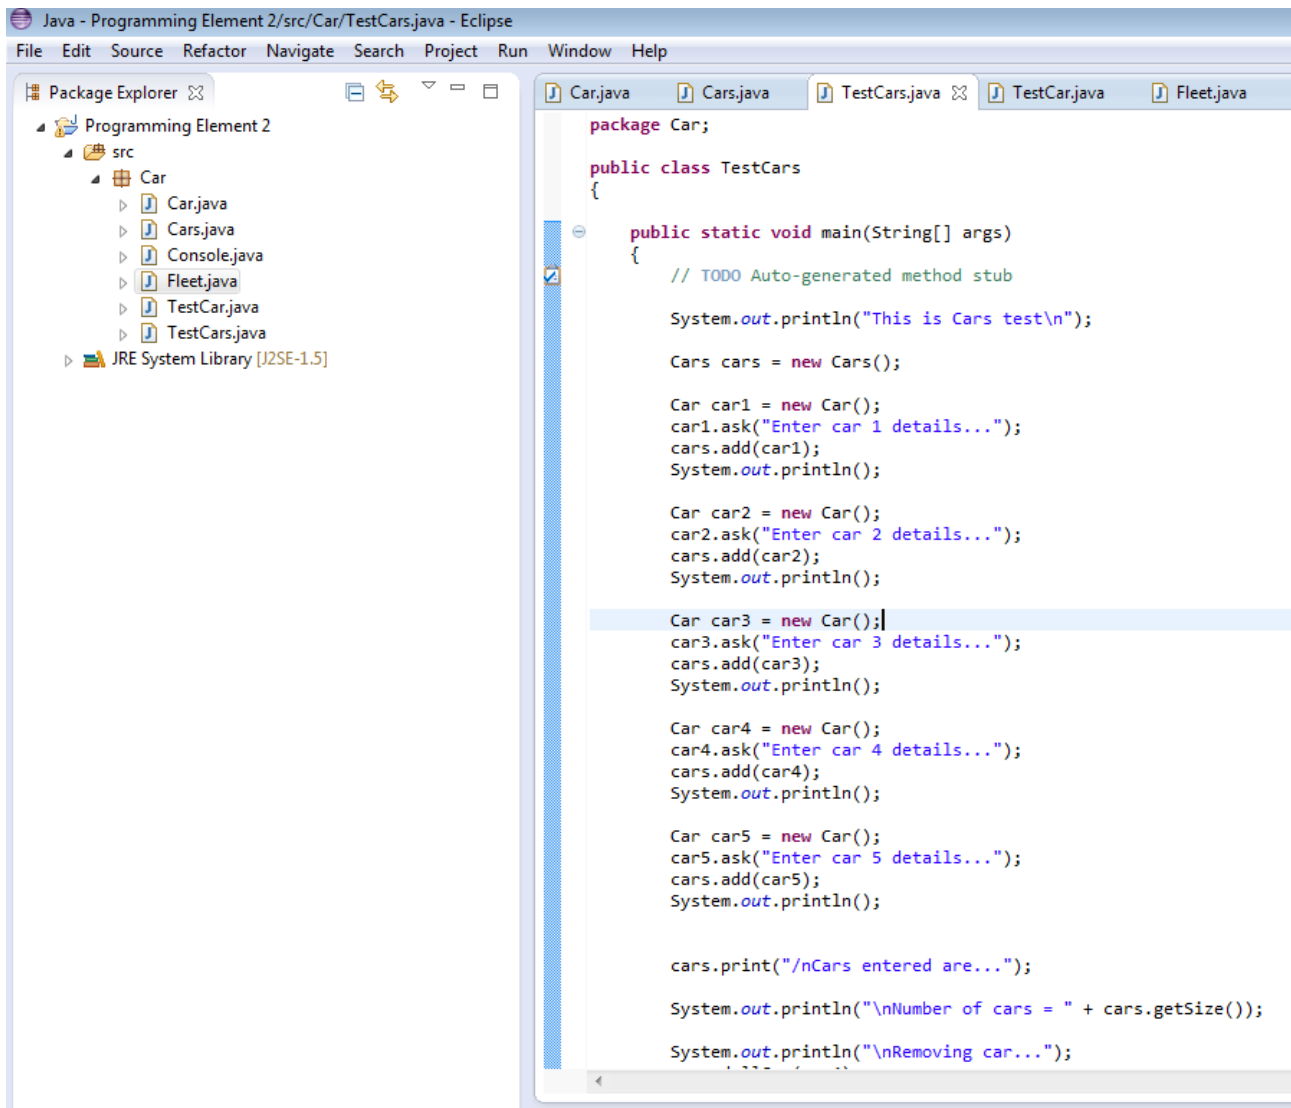 Java - Programming Element 2/src/Car/TestCars.java - Eclipse
File Edit Source Refactor Navigate Search Project Run Window Help
Package Explorer
Programming Element 2
src
Car
Car.java
Cars.java
Console.java
Fleet.java
TestCar.java
TestCars.java
JRE System Library [J2SE-1.5]
Car.java Cars.java TestCars.java TestCar.java Fleet.java
package Car;
public class TestCars
{
public static void main(String[] args)
{
// TODO Auto-generated method stub
System.out.println("This is Cars test\n");
Cars cars = new Cars();
Car car1 = new Car();
car1.ask("Enter car 1 details...");
cars.add(car1);
System.out.println();
Car car2 = new Car();
car2.ask("Enter car 2 details...");
cars.add(car2);
System.out.println();
Car car3 = new Car();
car3.ask("Enter car 3 details...");
cars.add(car3);
System.out.println();
Car car4 = new Car();
car4.ask("Enter car 4 details...");
cars.add(car4);
System.out.println();
Car car5 = new Car();
car5.ask("Enter car 5 details...");
cars.add(car5);
System.out.println();
cars.print("/nCars entered are...");
System.out.println("\nNumber of cars = " + cars.getSize());
System.out.println("\nRemoving car...");